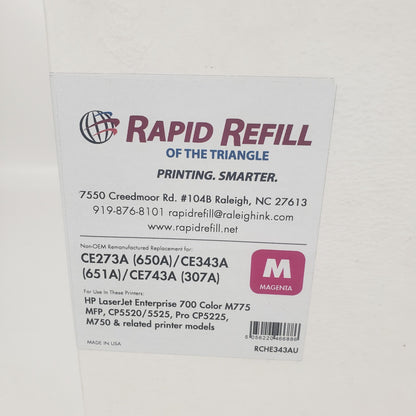 RAPID REFILL
OF THE TRIANGLE
PRINTING. SMARTER.
7550 Creedmoor Rd. #104B Raleigh, NC 27613
919-876-8101 rapidrefill@raleighink.com
www.rapidrefill.net
Non-OEM Remanufactured Replacement for:
CE273A (650A)/CE343A
(651A)/CE743A (307A)
M
MAGENTA
For Use In These Printers:
HP LaserJet Enterprise 700 Color M775
MFP, CP5520/5525, Pro CP5225,
M750 & related printer models
MADE IN USA
RCHE343AU